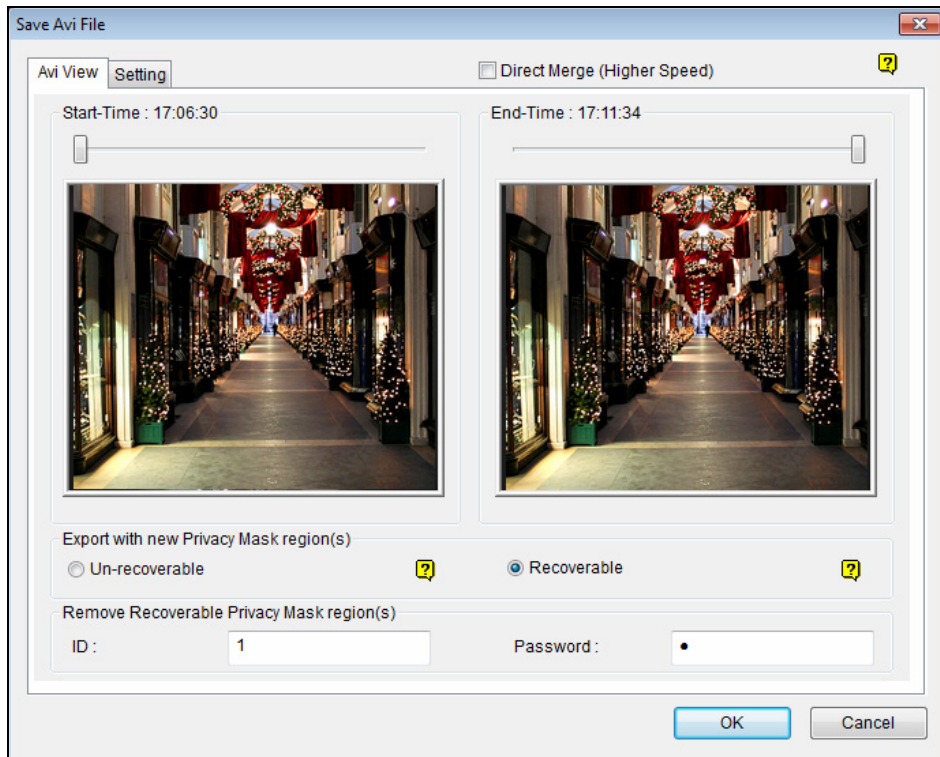 Save Avi File
Avi View Setting Direct Merge (Higher Speed) ?
Start-Time : 17:06:30 End-Time : 17:11:34
Export with new Privacy Mask region(s)
Un-recoverable ? Recoverable ?
Remove Recoverable Privacy Mask region(s)
ID : 1 Password : ●
OK Cancel